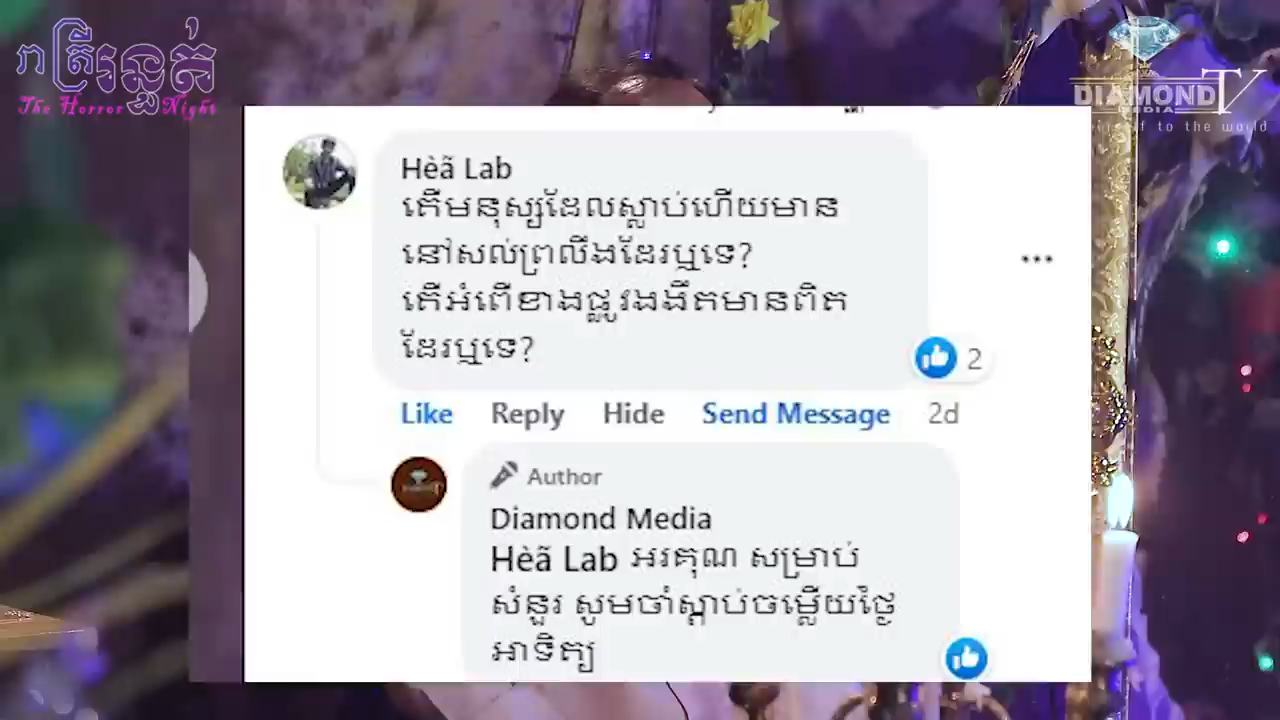 រាត្រីរន្ធត់
The Horror Night
DIAMOND TV
MEDIA
to the world
Hèã Lab
តើមនុស្សដែលស្លាប់ហើយមាន
នៅសល់ព្រលឹងដែរឬទេ?
តើអំពើខាងផ្លូវងងឹតមានពិត
ដែរឬទេ?
2
Like Reply Hide Send Message 2d
Author
Diamond Media
Hèã Lab អរគុណ សម្រាប់
សំនួរ សូមចាំស្តាប់ចម្លើយថ្ងៃ
អាទិត្យ